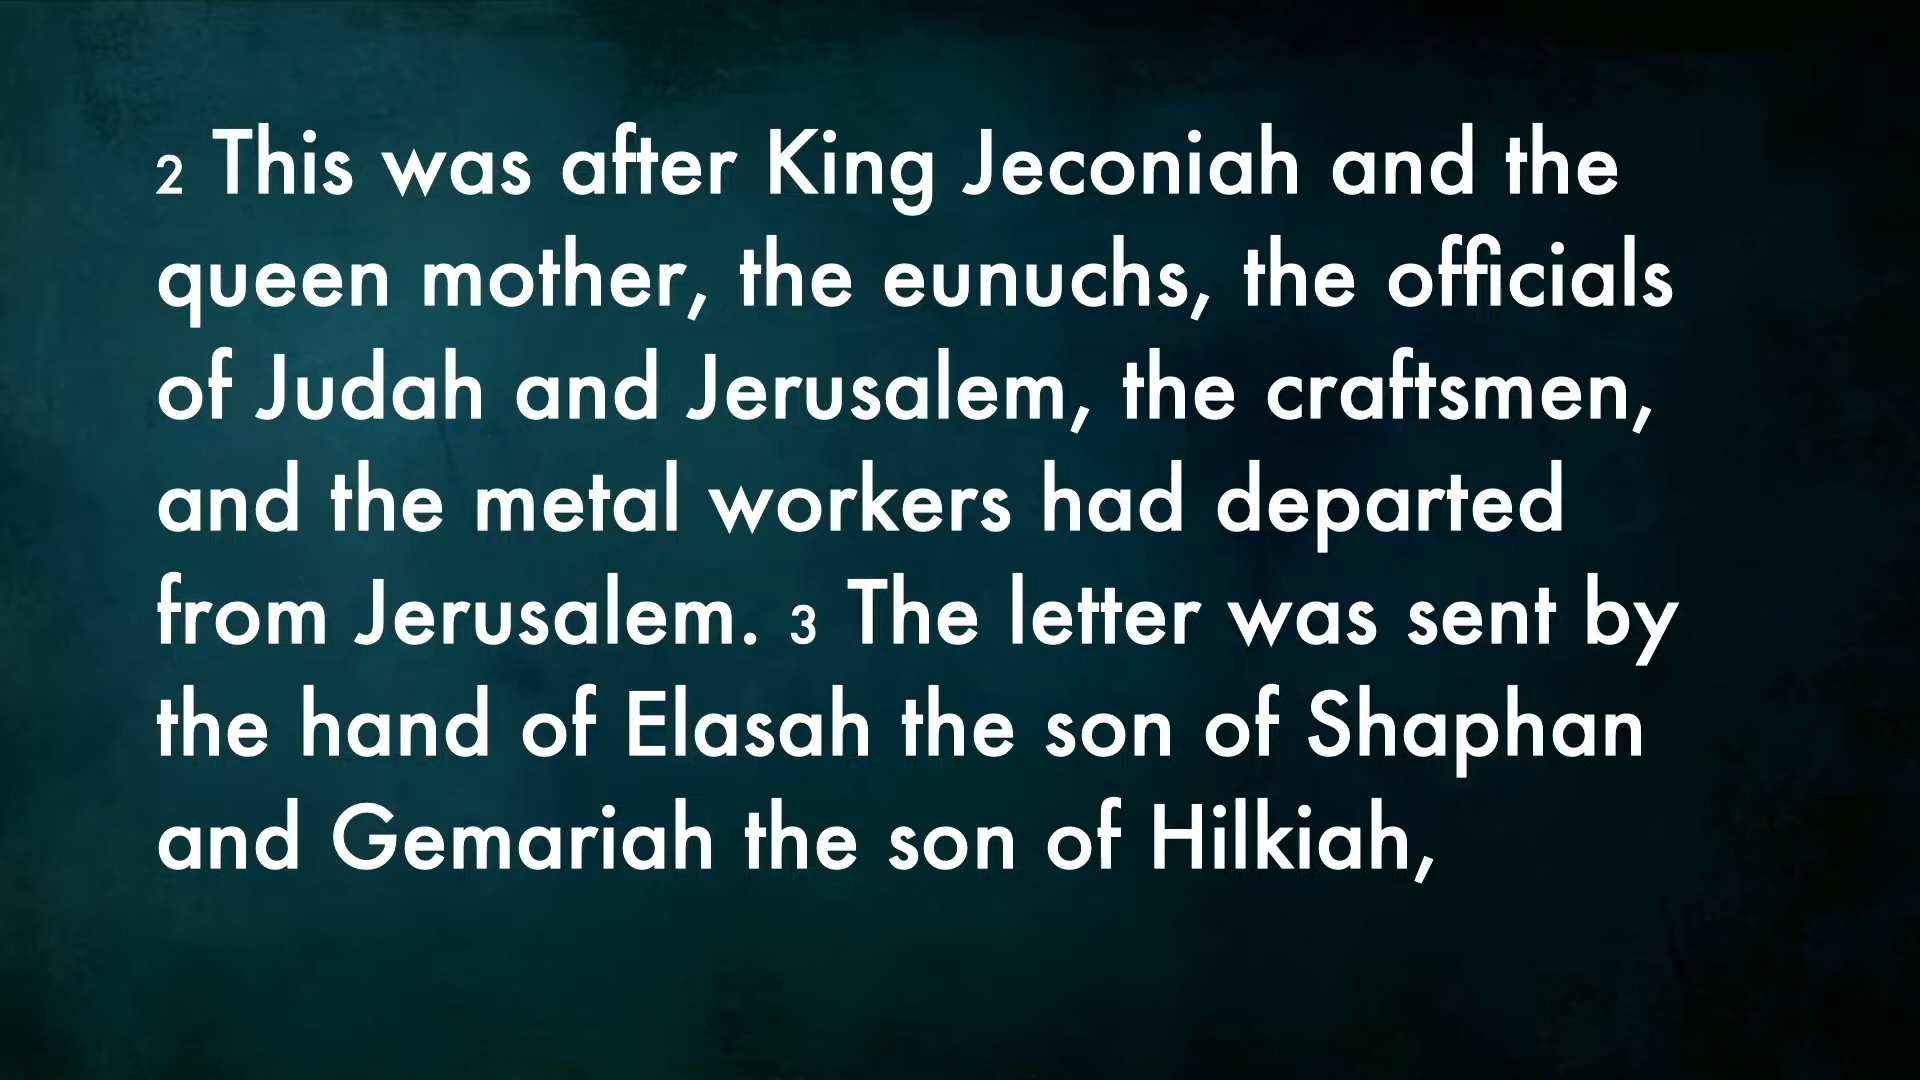 2 This was after King Jeconiah and the
queen mother, the eunuchs, the officials
of Judah and Jerusalem, the craftsmen,
and the metal workers had departed
from Jerusalem. 3 The letter was sent by
the hand of Elasah the son of Shaphan
and Gemariah the son of Hilkiah,